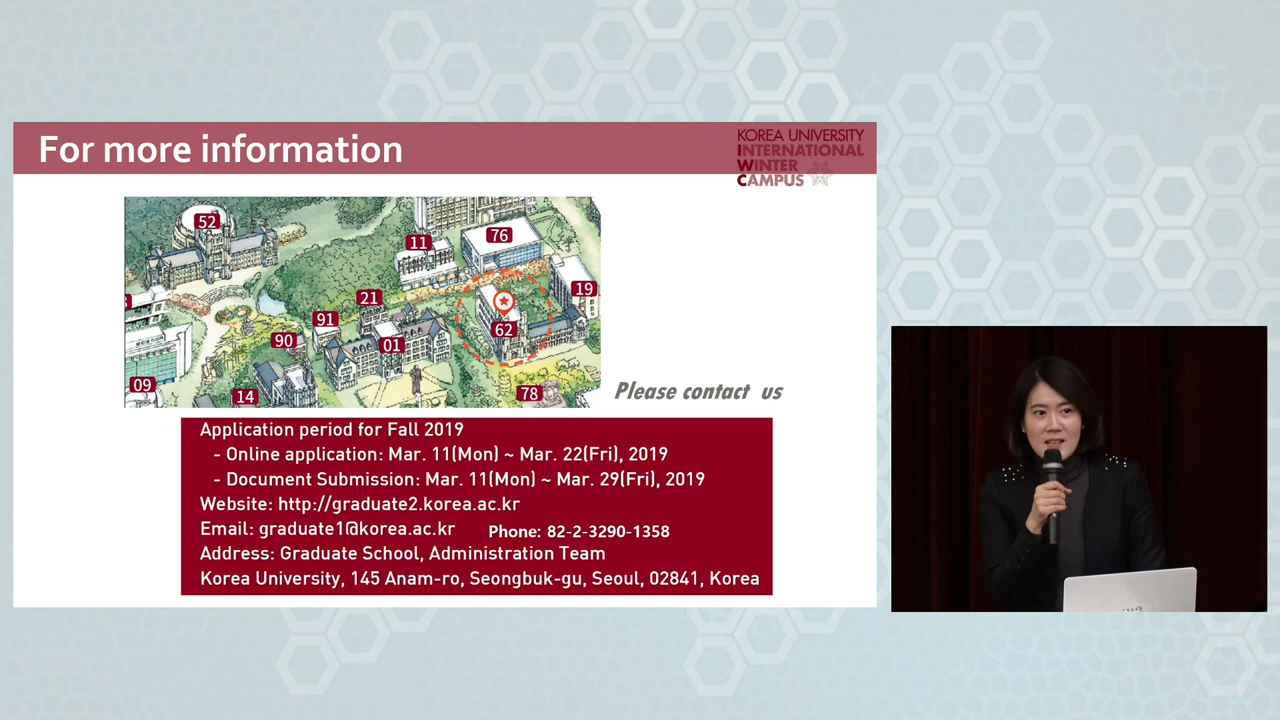 For more information
KOREA UNIVERSITY
INTERNATIONAL
WINTER
CAMPUS
52
11
76
19
21
91
62
90
01
09
14
78
Please contact us
Application period for Fall 2019
- Online application: Mar. 11(Mon) ~ Mar. 22(Fri), 2019
- Document Submission: Mar. 11(Mon) ~ Mar. 29(Fri), 2019
Website: http://graduate2.korea.ac.kr
Email: graduate1@korea.ac.kr Phone: 82-2-3290-1358
Address: Graduate School, Administration Team
Korea University, 145 Anam-ro, Seongbuk-gu, Seoul, 02841, Korea